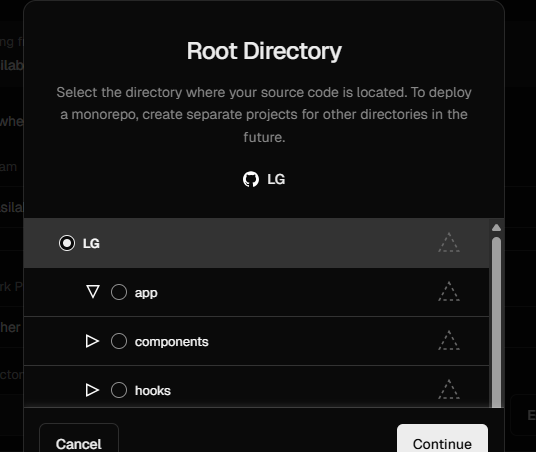 Root Directory
Select the directory where your source code is located. To deploy
a monorepo, create separate projects for other directories in the
future.
LG
LG
app
components
hooks
Cancel
Continue